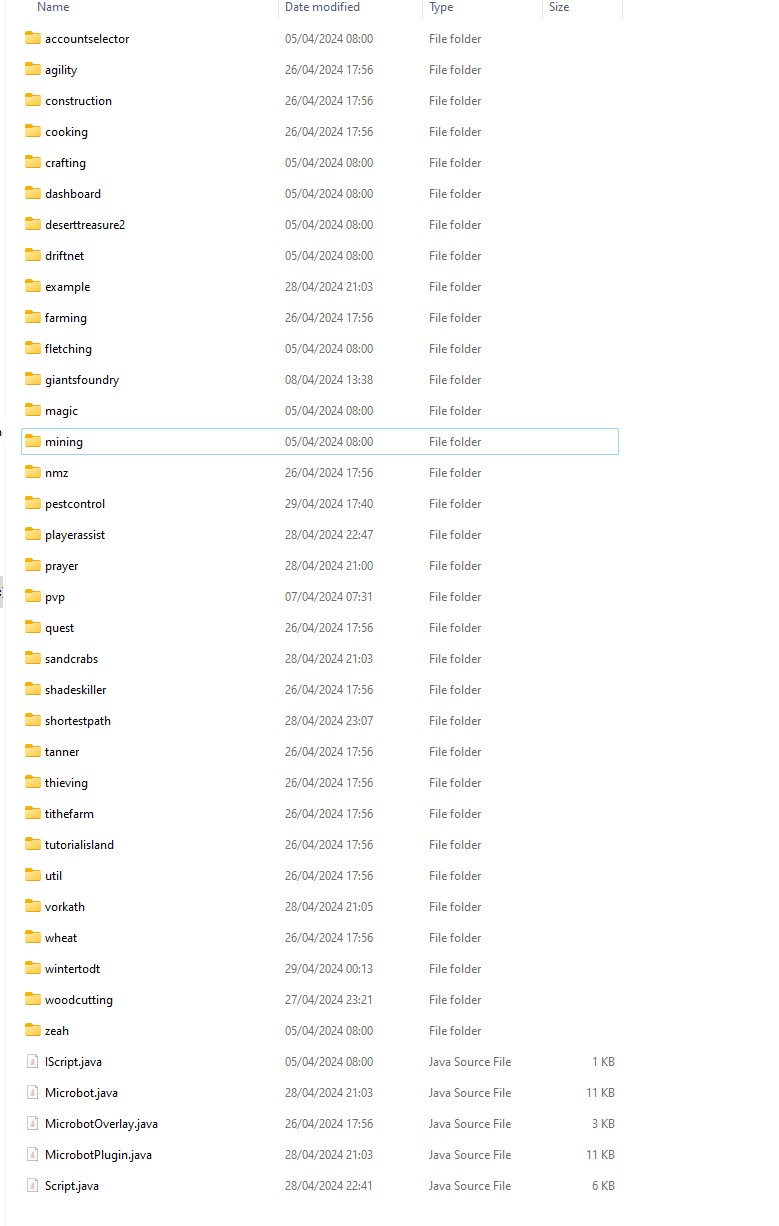 Name Date modified Type Size
accountselector 05/04/2024 08:00 File folder
agility 26/04/2024 17:56 File folder
construction 26/04/2024 17:56 File folder
cooking 26/04/2024 17:56 File folder
crafting 05/04/2024 08:00 File folder
dashboard 05/04/2024 08:00 File folder
deserttreasure2 05/04/2024 08:00 File folder
driftnet 05/04/2024 08:00 File folder
example 28/04/2024 21:03 File folder
farming 26/04/2024 17:56 File folder
fletching 05/04/2024 08:00 File folder
giantsfoundry 08/04/2024 13:38 File folder
magic 05/04/2024 08:00 File folder
mining 05/04/2024 08:00 File folder
nmz 26/04/2024 17:56 File folder
pestcontrol 29/04/2024 17:40 File folder
playerassist 28/04/2024 22:47 File folder
prayer 28/04/2024 21:00 File folder
pvp 07/04/2024 07:31 File folder
quest 26/04/2024 17:56 File folder
sandcrabs 28/04/2024 21:03 File folder
shadeskiller 26/04/2024 17:56 File folder
shortestpath 28/04/2024 23:07 File folder
tanner 26/04/2024 17:56 File folder
thieving 26/04/2024 17:56 File folder
tithefarm 26/04/2024 17:56 File folder
tutorialisland 26/04/2024 17:56 File folder
util 26/04/2024 17:56 File folder
vorkath 28/04/2024 21:05 File folder
wheat 26/04/2024 17:56 File folder
wintertodt 29/04/2024 00:13 File folder
woodcutting 27/04/2024 23:21 File folder
zeah 05/04/2024 08:00 File folder
IScript.java 05/04/2024 08:00 Java Source File 1 KB
Microbot.java 28/04/2024 21:03 Java Source File 11 KB
MicrobotOverlay.java 26/04/2024 17:56 Java Source File 3 KB
MicrobotPlugin.java 28/04/2024 21:03 Java Source File 11 KB
Script.java 28/04/2024 22:41 Java Source File 6 KB